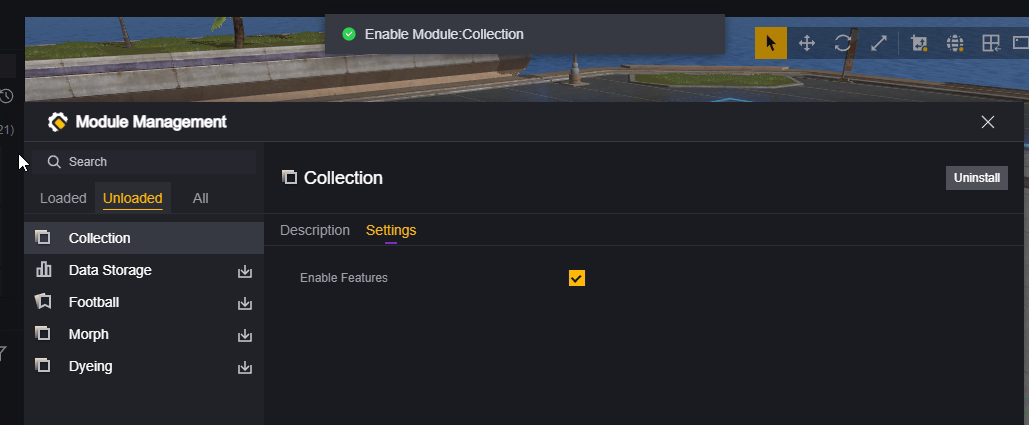 Enable Module:Collection
21)
Module Management
Search
Loaded Unloaded All
Collection
Data Storage
Football
Morph
Dyeing
Collection
Uninstall
Description Settings
Enable Features